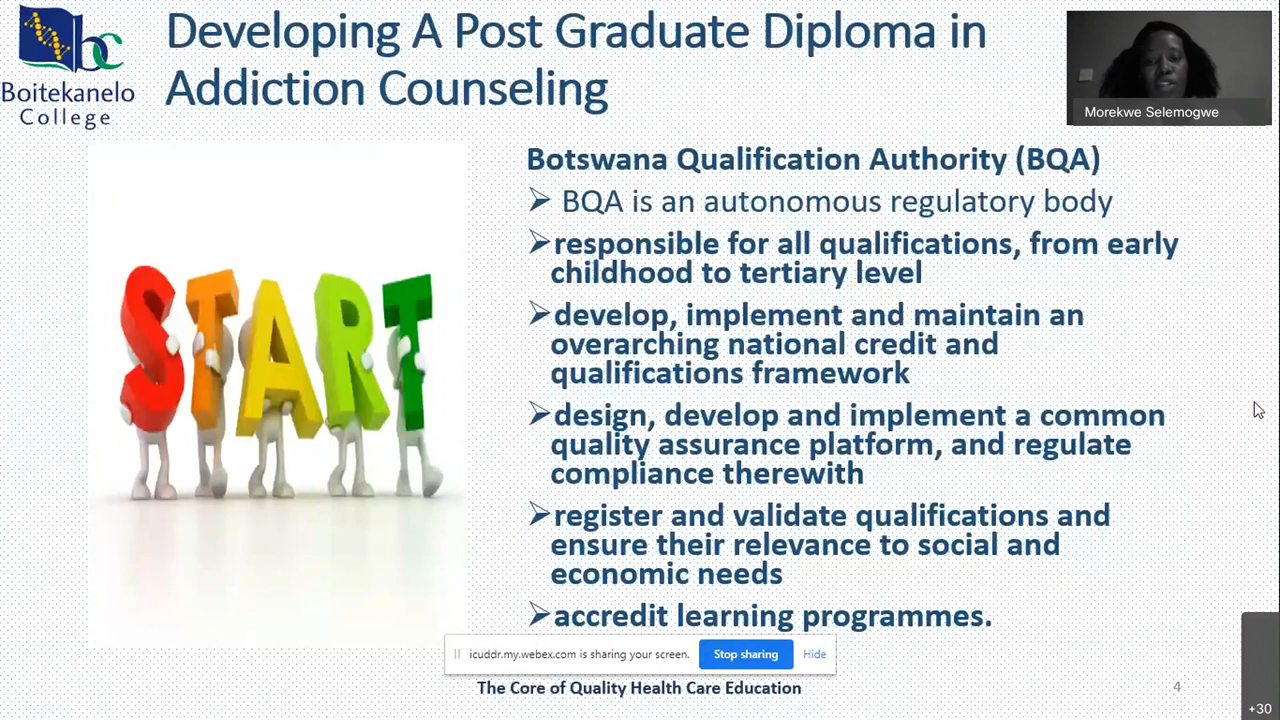 Developing A Post Graduate Diploma in
Addiction Counseling
bc
Boitekanelo
College
Morekwe Selemogwe
START
Botswana Qualification Authority (BQA)
➢ BQA is an autonomous regulatory body
➢responsible for all qualifications, from early
childhood to tertiary level
➢develop, implement and maintain an
overarching national credit and
qualifications framework
➢design, develop and implement a common
quality assurance platform, and regulate
compliance therewith
➢register and validate qualifications and
ensure their relevance to social and
economic needs
➢accredit learning programmes.
icuddr.my.webex.com is sharing your screen. Stop sharing Hide
The Core of Quality Health Care Education
4
+30